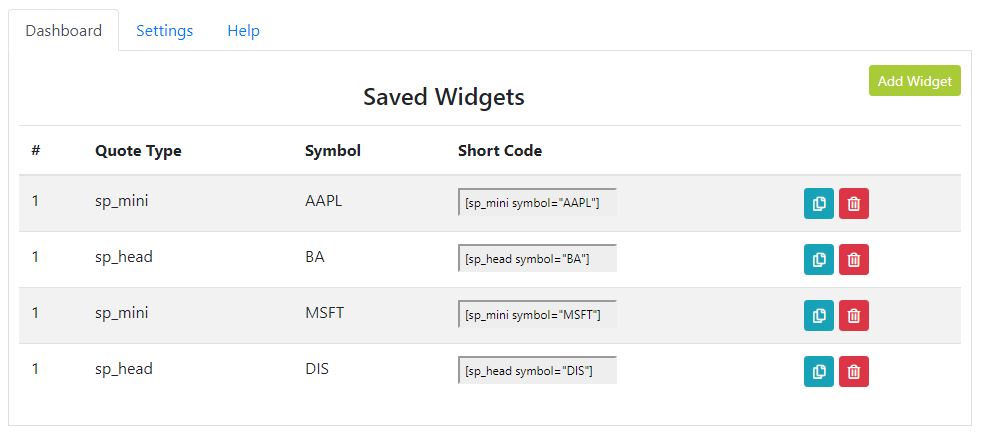 Dashboard Settings Help
Add Widget
Saved Widgets
# Quote Type Symbol Short Code
1 sp_mini AAPL [sp_mini symbol="AAPL"]
1 sp_head BA [sp_head symbol="BA"]
1 sp_mini MSFT [sp_mini symbol="MSFT"]
1 sp_head DIS [sp_head symbol="DIS"]